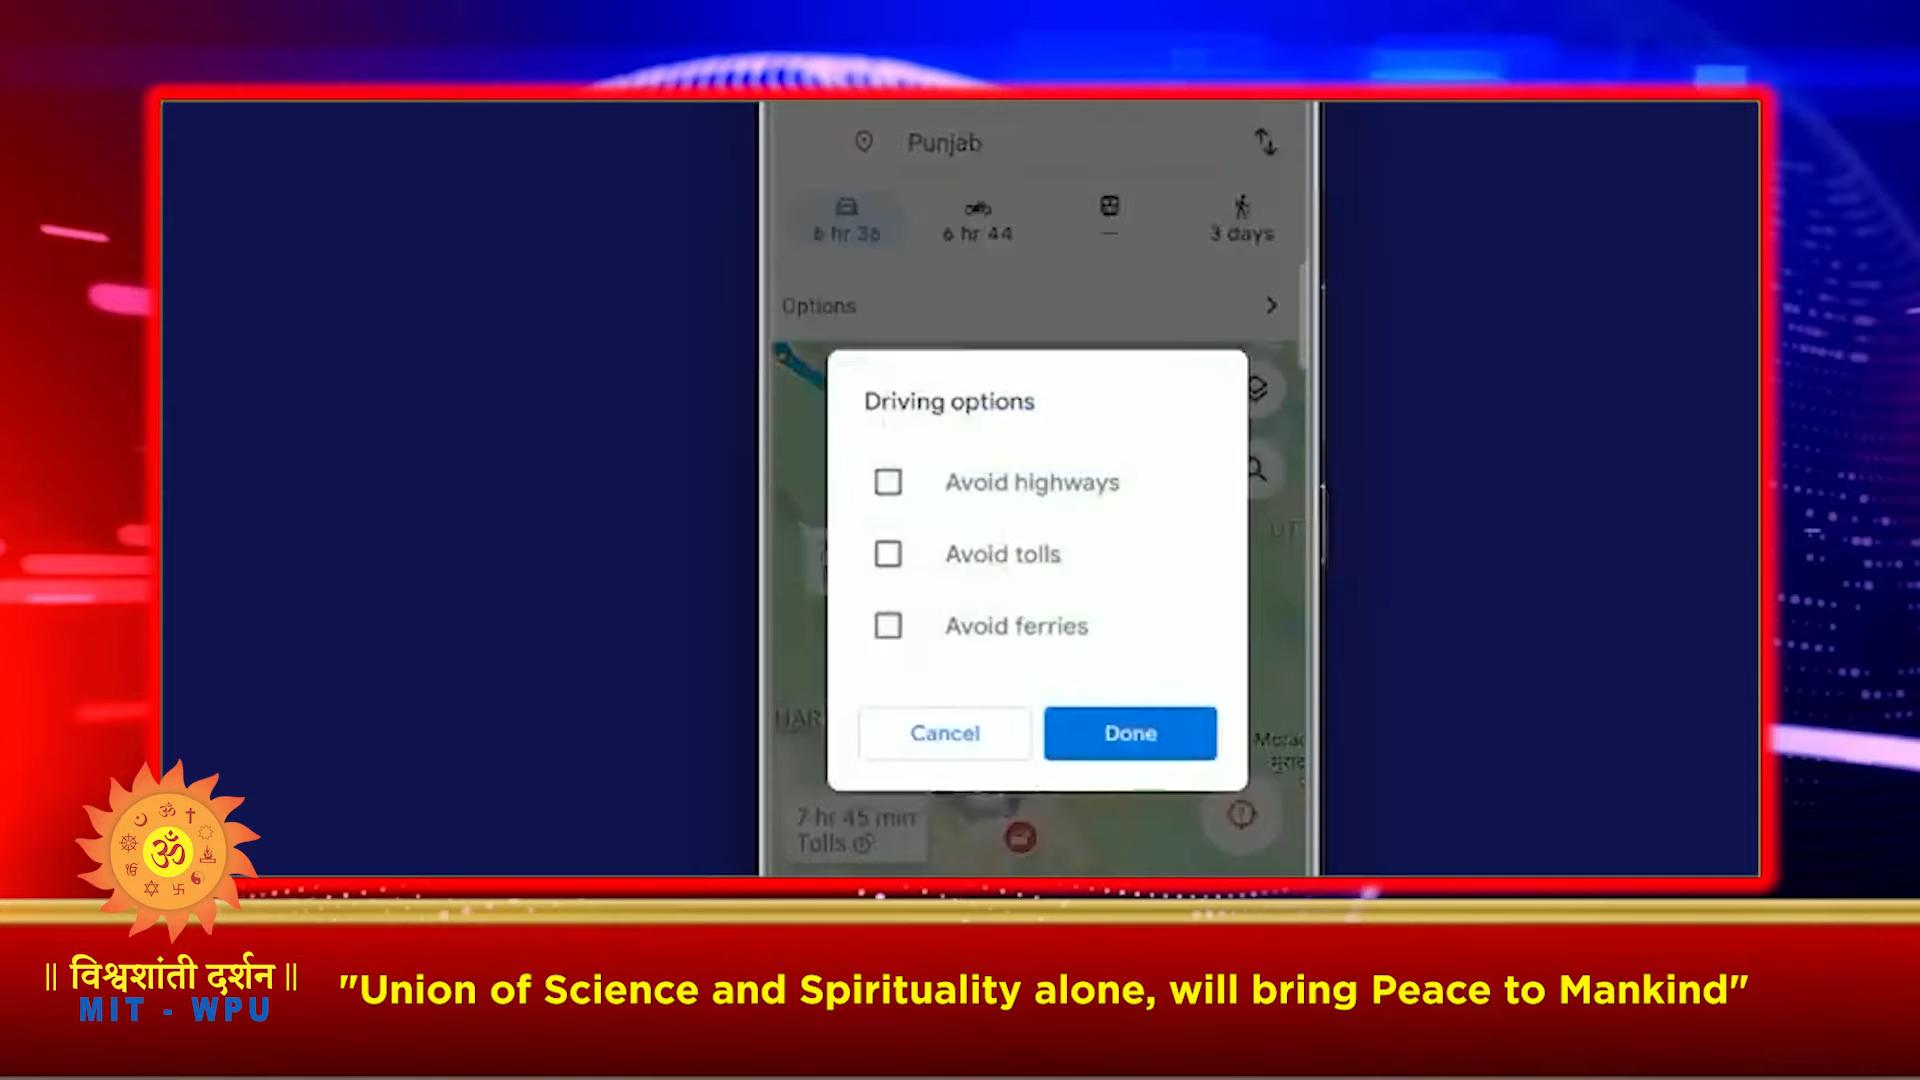 Punjab
6 hr 36
6 hr 44
—
3 days
Options
Driving options
Avoid highways
Avoid tolls
Avoid ferries
Cancel
Done
7 hr 45 min
Tolls
॥ विश्वशांती दर्शन ॥
MIT - WPU
"Union of Science and Spirituality alone, will bring Peace to Mankind"